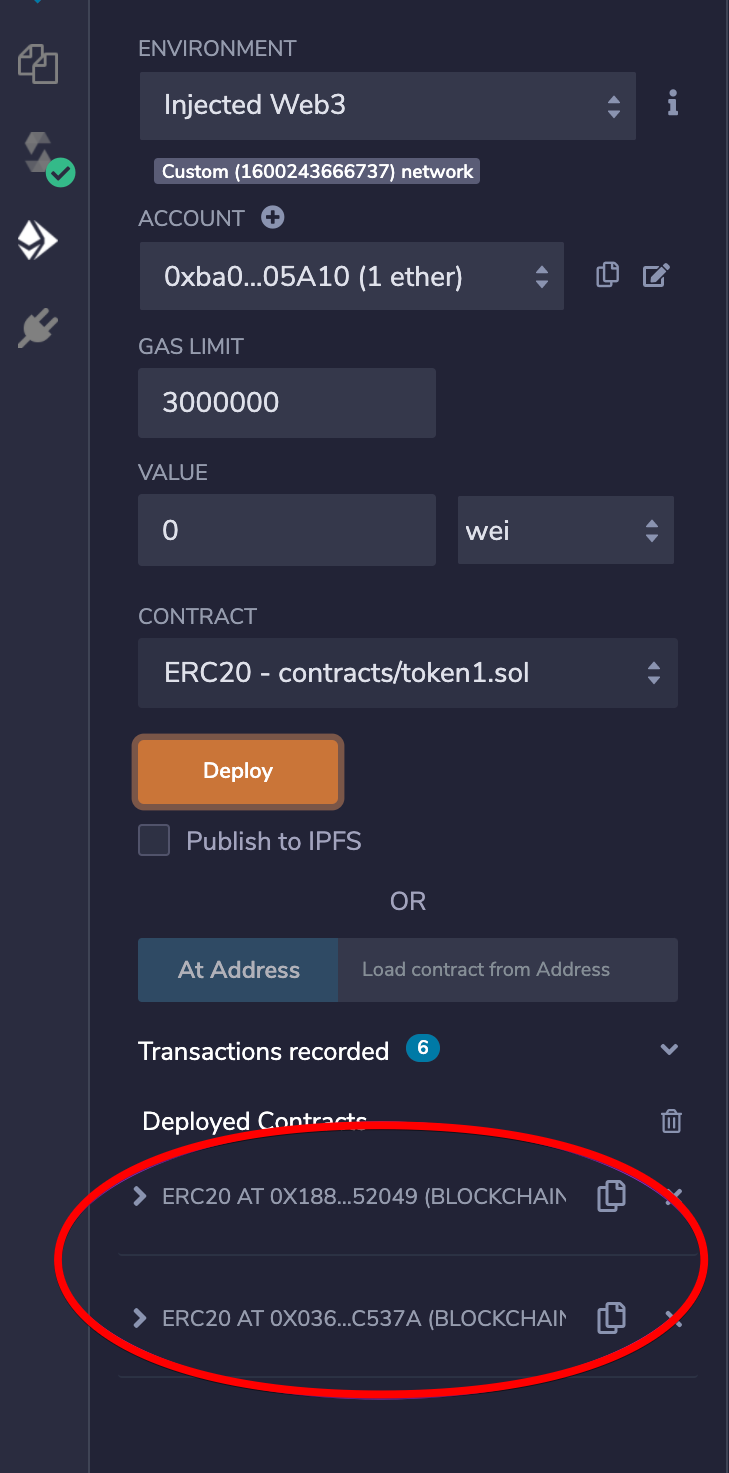 ENVIRONMENT
Injected Web3
Custom (1600243666737) network
ACCOUNT
0xba0...05A10 (1 ether)
GAS LIMIT
3000000
VALUE
0 wei
CONTRACT
ERC20 - contracts/token1.sol
Deploy
Publish to IPFS
OR
At Address Load contract from Address
Transactions recorded 6
Deployed Contracts
ERC20 AT 0X188...52049 (BLOCKCHAIN
ERC20 AT 0X036...C537A (BLOCKCHAIN